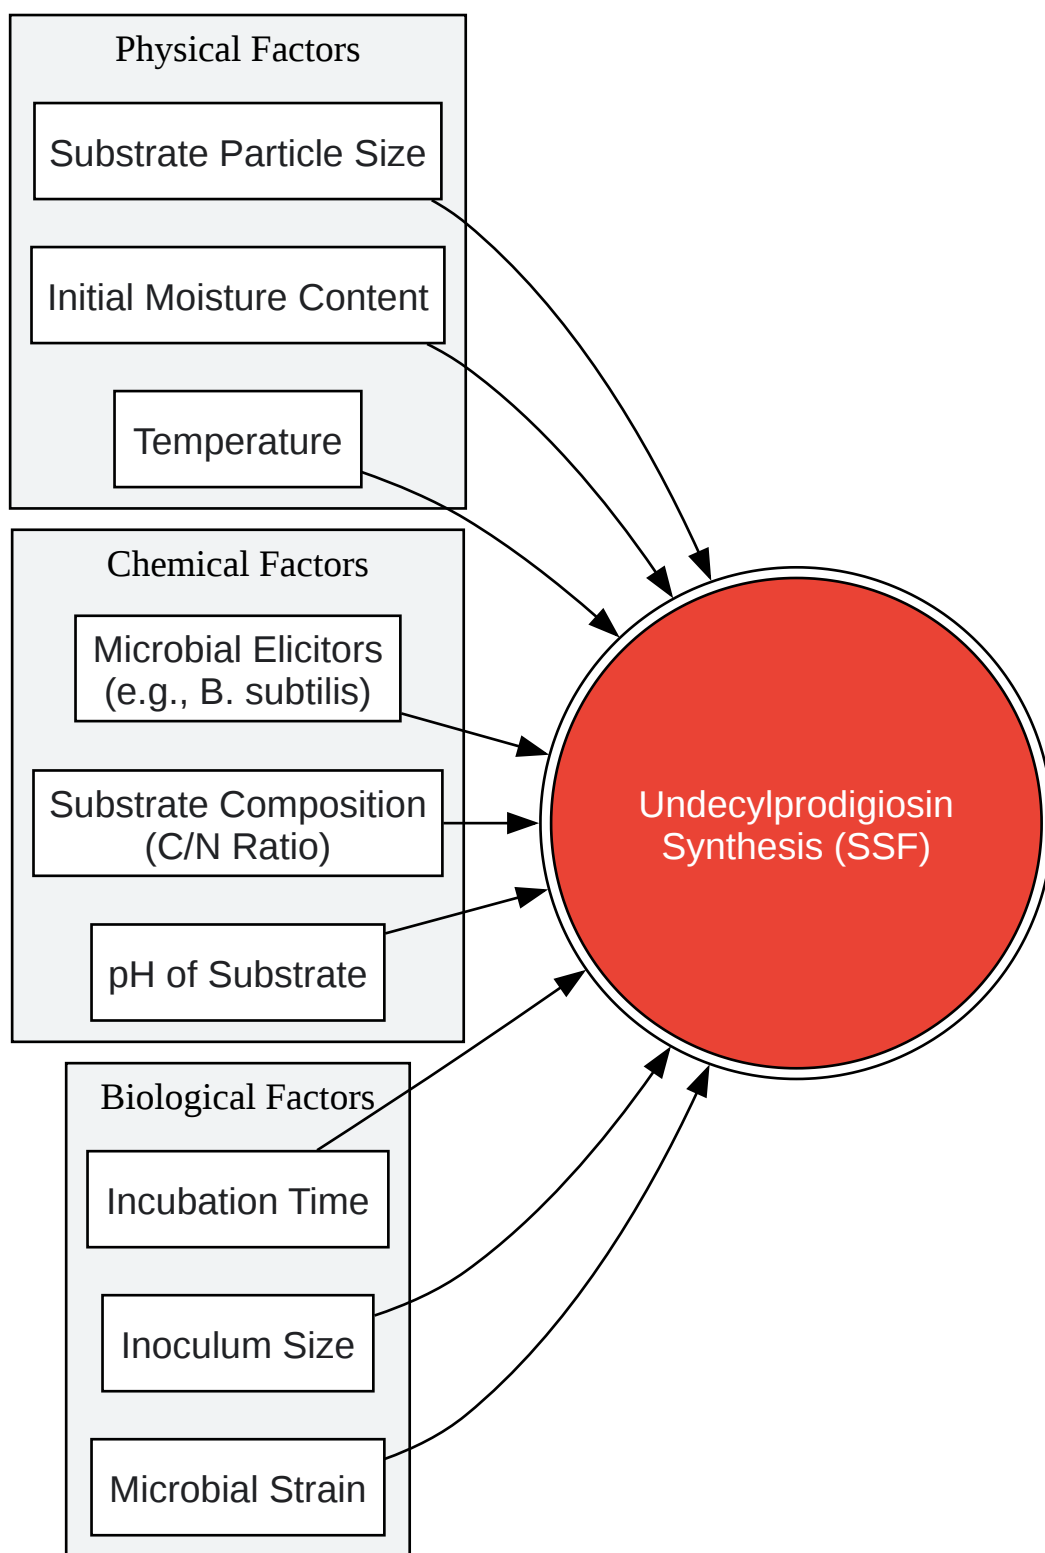 Physical Factors
Substrate Particle Size
Initial Moisture Content
Temperature
Chemical Factors
Microbial Elicitors
(e.g., B. subtilis)
Substrate Composition
(C/N Ratio)
pH of Substrate
Biological Factors
Incubation Time
Inoculum Size
Microbial Strain
Undecylprodigiosin
Synthesis (SSF)